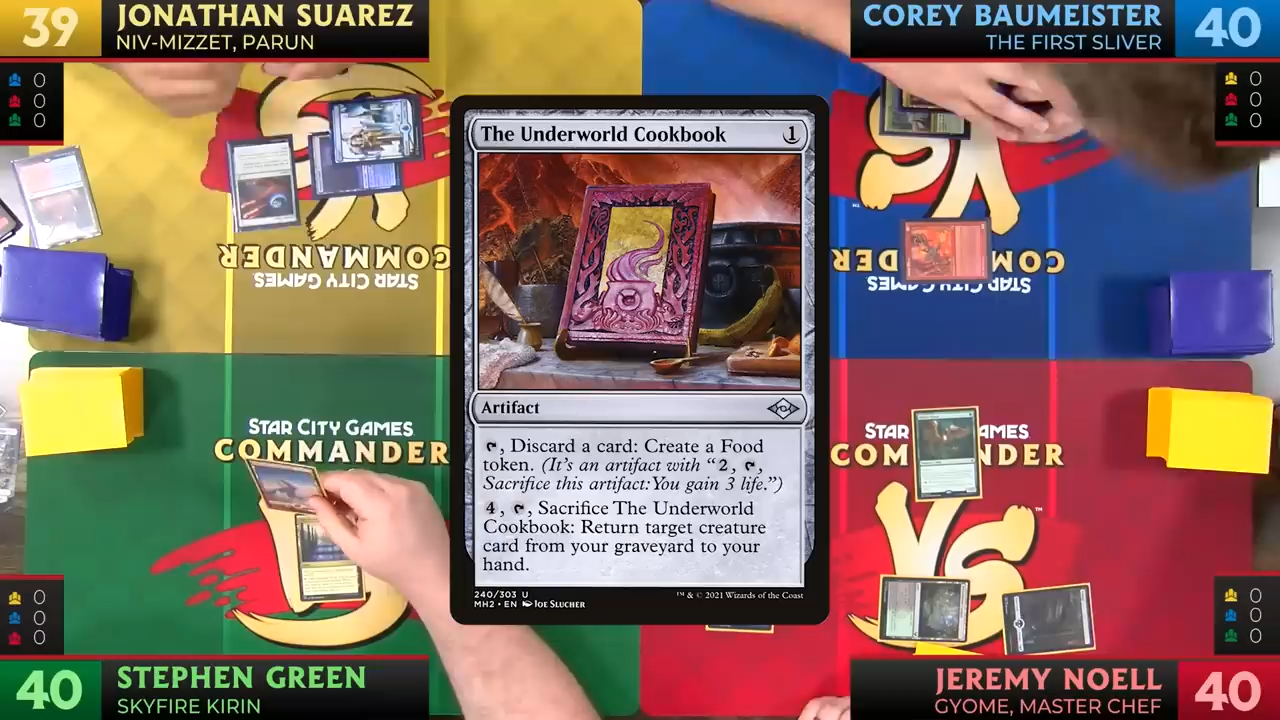 39
JONATHAN SUAREZ
NIV-MIZZET, PARUN
COREY BAUMEISTER
THE FIRST SLIVER
40
0
0
0
0
0
0
COMMANDER
STAR CITY GAMES
The Underworld Cookbook
1
Artifact
, Discard a card: Create a Food
token. (It's an artifact with "2, ,
Sacrifice this artifact: You gain 3 life.")
4, , Sacrifice The Underworld
Cookbook: Return target creature
card from your graveyard to your
hand.
240/303 U
MH2 • EN JOE SLUCHER
™ & © 2021 Wizards of the Coast
STAR CITY GAMES
COMMANDER
VS
0
0
0
0
0
0
40
STEPHEN GREEN
SKYFIRE KIRIN
JEREMY NOELL
GYOME, MASTER CHEF
40